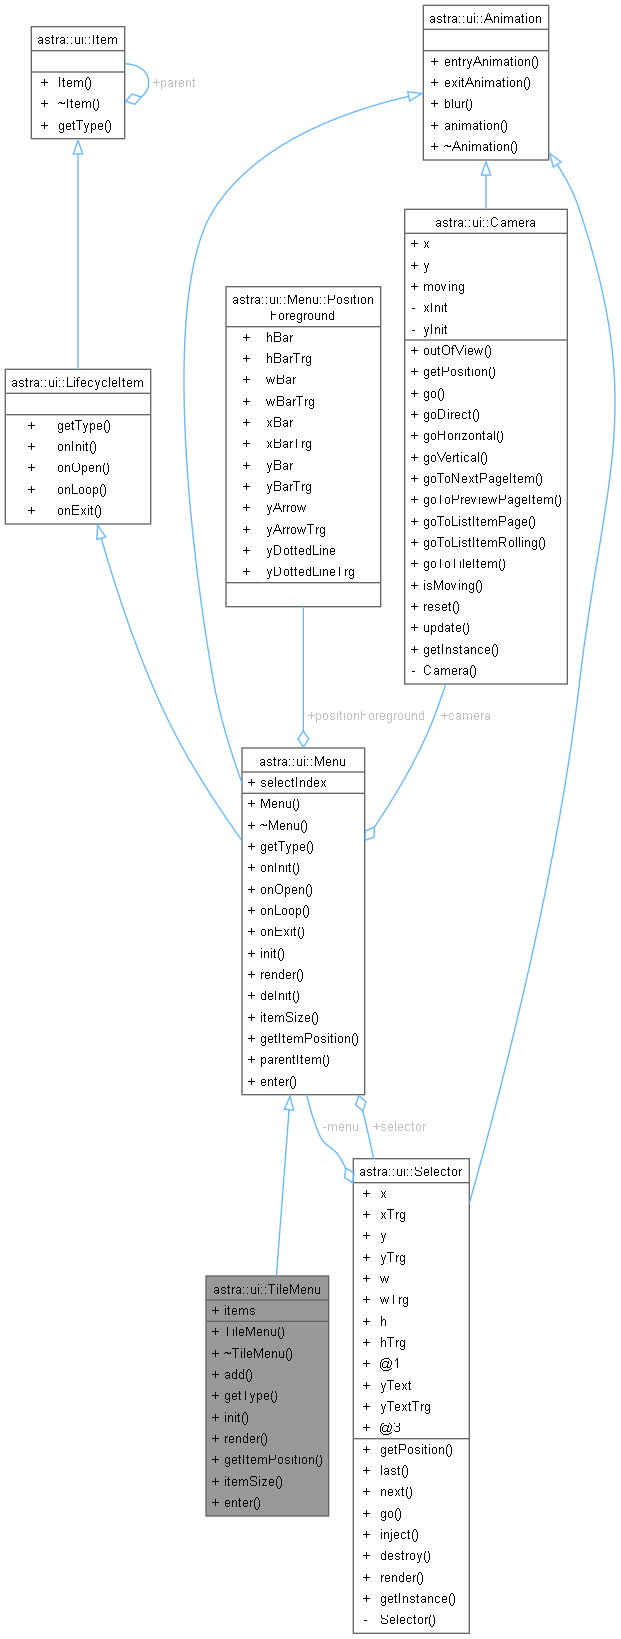 astra::ui::Item
+ Item()
+ ~Item()
+ getType()
+parent
astra::ui::Animation
+ entryAnimation()
+ exitAnimation()
+ blur()
+ animation()
+ ~Animation()
astra::ui::Camera
+ x
+ y
+ moving
- xInit
- yInit
+ outOfView()
+ getPosition()
+ go()
+ goDirect()
+ goHorizontal()
+ goVertical()
+ goToNextPageItem()
+ goToPreviewPageItem()
+ goToListItemPage()
+ goToListItemRolling()
+ goToTileItem()
+ isMoving()
+ reset()
+ update()
+ getInstance()
- Camera()
astra::ui::Menu::Position
Foreground
+ hBar
+ hBarTrg
+ wBar
+ wBarTrg
+ xBar
+ xBarTrg
+ yBar
+ yBarTrg
+ yArrow
+ yArrowTrg
+ yDottedLine
+ yDottedLineTrg
astra::ui::LifecycleItem
+ getType()
+ onInit()
+ onOpen()
+ onLoop()
+ onExit()
+positionForeground
+camera
astra::ui::Menu
+ selectIndex
+ Menu()
+ ~Menu()
+ getType()
+ onInit()
+ onOpen()
+ onLoop()
+ onExit()
+ init()
+ render()
+ deInit()
+ itemSize()
+ getItemPosition()
+ parentItem()
+ enter()
-menu
+selector
astra::ui::Selector
+ x
+ xTrg
+ y
+ yTrg
+ w
+ wTrg
+ h
+ hTrg
+ @1
+ yText
+ yTextTrg
+ @3
+ getPosition()
+ last()
+ next()
+ go()
+ inject()
+ destroy()
+ render()
+ getInstance()
- Selector()
astra::ui::TileMenu
+ items
+ TileMenu()
+ ~TileMenu()
+ add()
+ getType()
+ init()
+ render()
+ getItemPosition()
+ itemSize()
+ enter()